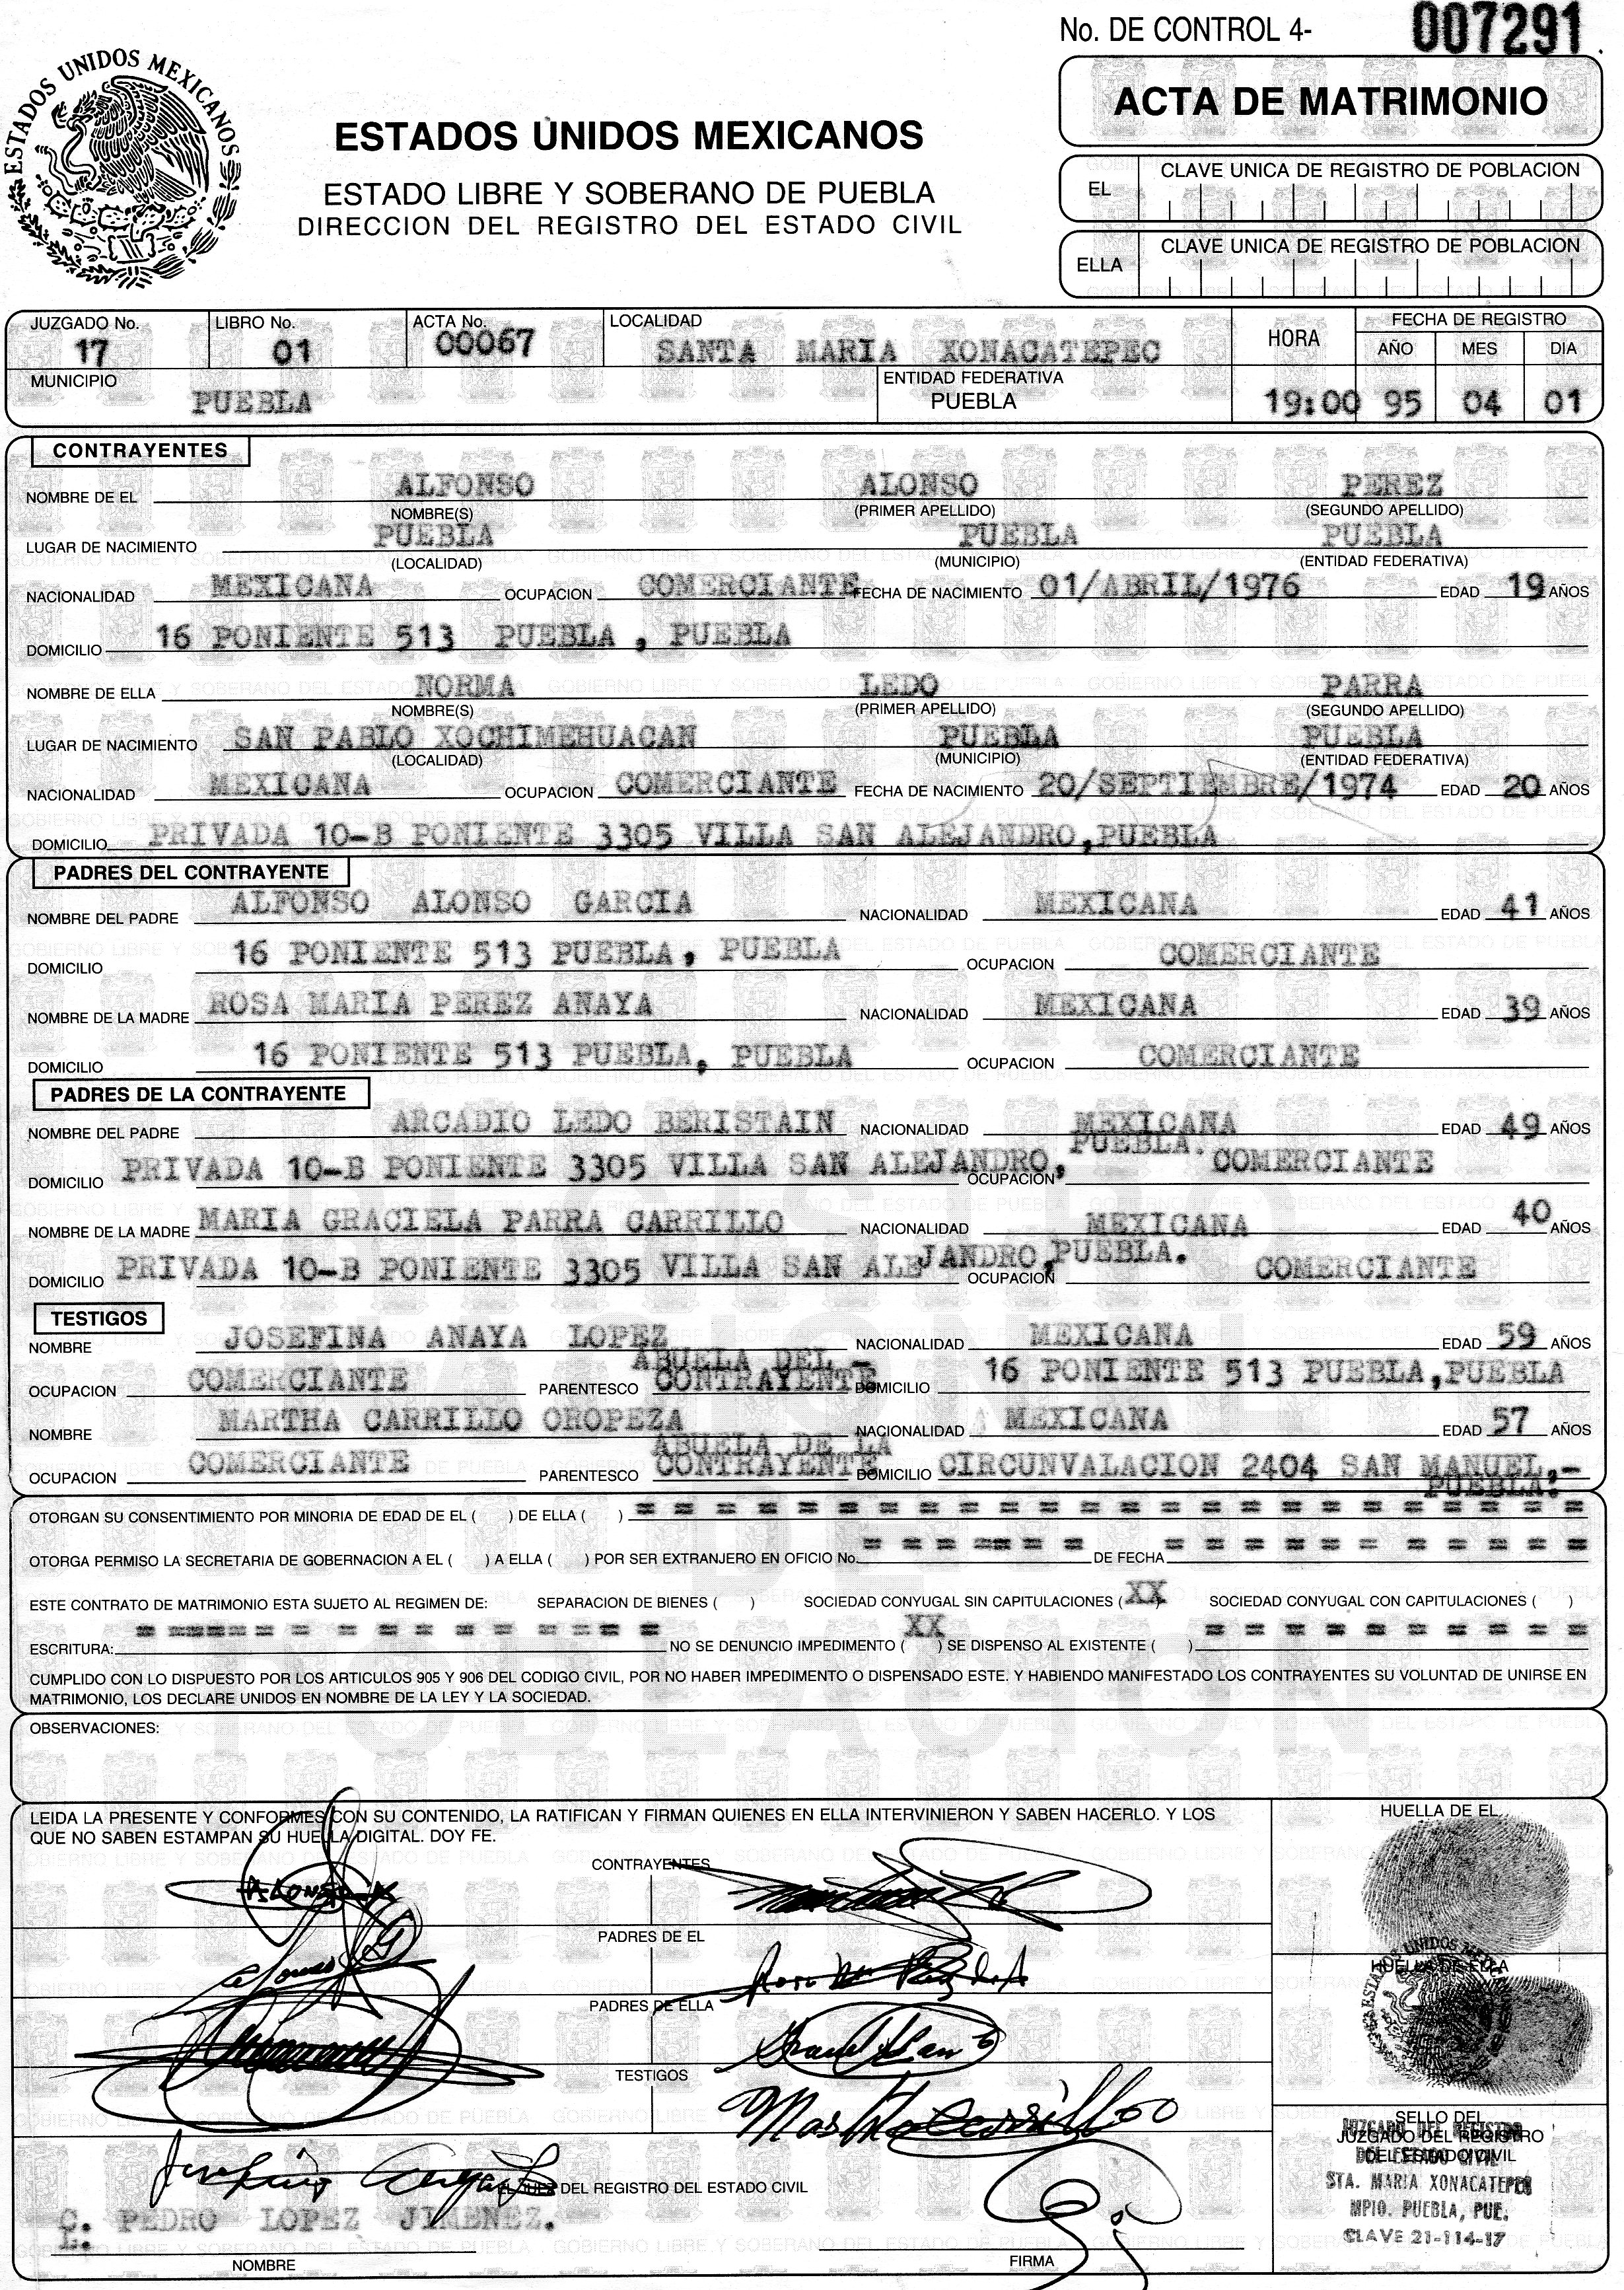 No. DE CONTROL 4- 007291
ESTADOS UNIDOS MEXICANOS
ACTA DE MATRIMONIO
ESTADOS UNIDOS MEXICANOS
ESTADO LIBRE Y SOBERANO DE PUEBLA
DIRECCION DEL REGISTRO DEL ESTADO CIVIL
EL CLAVE UNICA DE REGISTRO DE POBLACION
ELLA CLAVE UNICA DE REGISTRO DE POBLACION
JUZGADO No. LIBRO No. ACTA No. LOCALIDAD HORA FECHA DE REGISTRO
17 01 00067 SANTA MARIA XONACATEPEC AÑO MES DIA
MUNICIPIO ENTIDAD FEDERATIVA
PUEBLA PUEBLA 19:00 95 04 01
CONTRAYENTES
NOMBRE DE EL ALFONSO ALONSO PEREZ
NOMBRE(S) (PRIMER APELLIDO) (SEGUNDO APELLIDO)
LUGAR DE NACIMIENTO PUEBLA PUEBLA PUEBLA
(LOCALIDAD) (MUNICIPIO) (ENTIDAD FEDERATIVA)
NACIONALIDAD MEXICANA OCUPACION COMERCIANTE FECHA DE NACIMIENTO 01/ABRIL/1976 EDAD 19 AÑOS
DOMICILIO 16 PONIENTE 513 PUEBLA , PUEBLA
NOMBRE DE ELLA NORMA LEDO PARRA
NOMBRE(S) (PRIMER APELLIDO) (SEGUNDO APELLIDO)
LUGAR DE NACIMIENTO SAN PABLO XOCHIMEHUACAN PUEBLA PUEBLA
(LOCALIDAD) (MUNICIPIO) (ENTIDAD FEDERATIVA)
NACIONALIDAD MEXICANA OCUPACION COMERCIANTE FECHA DE NACIMIENTO 20/SEPTIEMBRE/1974 EDAD 20 AÑOS
DOMICILIO PRIVADA 10-B PONIENTE 3305 VILLA SAN ALEJANDRO,PUEBLA
PADRES DEL CONTRAYENTE
NOMBRE DEL PADRE ALFONSO ALONSO GARCIA NACIONALIDAD MEXICANA EDAD 41 AÑOS
DOMICILIO 16 PONIENTE 513 PUEBLA, PUEBLA OCUPACION COMERCIANTE
NOMBRE DE LA MADRE ROSA MARIA PEREZ ANAYA NACIONALIDAD MEXICANA EDAD 39 AÑOS
DOMICILIO 16 PONIENTE 513 PUEBLA, PUEBLA OCUPACION COMERCIANTE
PADRES DE LA CONTRAYENTE
NOMBRE DEL PADRE ARCADIO LEDO BERISTAIN NACIONALIDAD MEXICANA EDAD 49 AÑOS
DOMICILIO PRIVADA 10-B PONIENTE 3305 VILLA SAN ALEJANDRO, PUEBLA. OCUPACION COMERCIANTE
NOMBRE DE LA MADRE MARIA GRACIELA PARRA CARRILLO NACIONALIDAD MEXICANA EDAD 40 AÑOS
DOMICILIO PRIVADA 10-B PONIENTE 3305 VILLA SAN ALEJANDRO,PUEBLA. OCUPACION COMERCIANTE
TESTIGOS
NOMBRE JOSEFINA ANAYA LOPEZ NACIONALIDAD MEXICANA EDAD 59 AÑOS
OCUPACION COMERCIANTE PARENTESCO ABUELA DEL - CONTRAYENTE DOMICILIO 16 PONIENTE 513 PUEBLA,PUEBLA
NOMBRE MARTHA CARRILLO OROPEZA NACIONALIDAD MEXICANA EDAD 57 AÑOS
OCUPACION COMERCIANTE PARENTESCO ABUELA DE LA CONTRAYENTE DOMICILIO CIRCUNVALACION 2404 SAN MANUEL,- PUEBLA.
OTORGAN SU CONSENTIMIENTO POR MINORIA DE EDAD DE EL ( ) DE ELLA ( ) = = = = = = = = = = = = = = = = = = = = = = = =
OTORGA PERMISO LA SECRETARIA DE GOBERNACION A EL ( ) A ELLA ( ) POR SER EXTRANJERO EN OFICIO No. = = = = = = = DE FECHA = = = = = = = = = = =
ESTE CONTRATO DE MATRIMONIO ESTA SUJETO AL REGIMEN DE: SEPARACION DE BIENES ( ) SOCIEDAD CONYUGAL SIN CAPITULACIONES (XX) SOCIEDAD CONYUGAL CON CAPITULACIONES ( )
ESCRITURA: = = = = = = = = = = = = = NO SE DENUNCIO IMPEDIMENTO (XX) SE DISPENSO AL EXISTENTE ( ) = = = = = = = = = =
CUMPLIDO CON LO DISPUESTO POR LOS ARTICULOS 905 Y 906 DEL CODIGO CIVIL, POR NO HABER IMPEDIMENTO O DISPENSADO ESTE. Y HABIENDO MANIFESTADO LOS CONTRAYENTES SU VOLUNTAD DE UNIRSE EN
MATRIMONIO, LOS DECLARE UNIDOS EN NOMBRE DE LA LEY Y LA SOCIEDAD.
OBSERVACIONES:
LEIDA LA PRESENTE Y CONFORMES CON SU CONTENIDO, LA RATIFICAN Y FIRMAN QUIENES EN ELLA INTERVINIERON Y SABEN HACERLO. Y LOS
QUE NO SABEN ESTAMPAN SU HUELLA DIGITAL. DOY FE.
HUELLA DE EL
CONTRAYENTES
PADRES DE EL
HUELLA DE ELLA
PADRES DE ELLA
TESTIGOS
Martha Carrillo O
SELLO DEL
JUZGADO DEL REGISTRO
DEL ESTADO CIVIL
JUZGADO DEL REGISTRO
DEL ESTADO CIVIL
STA. MARIA XONACATEPEC
MPIO. PUEBLA, PUE.
CLAVE 21-114-17
EL JUEZ DEL REGISTRO DEL ESTADO CIVIL
C. PEDRO LOPEZ JIMENEZ.
NOMBRE FIRMA